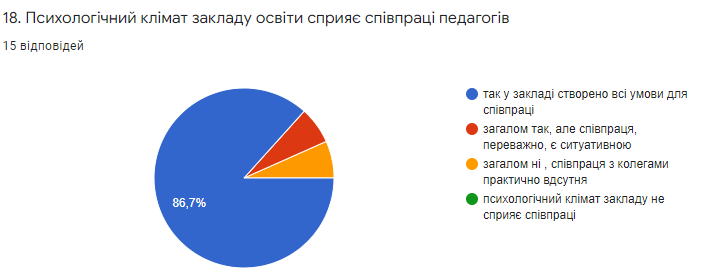 18. Психологічний клімат закладу освіти сприяє співпраці педагогів
15 відповідей
так у закладі створено всі умови для
співпраці
загалом так, але співпраця,
переважно, є ситуативною
загалом ні , співпраця з колегами
практично вдсутня
психологічний клімат закладу не
сприяє співпраці
86,7%